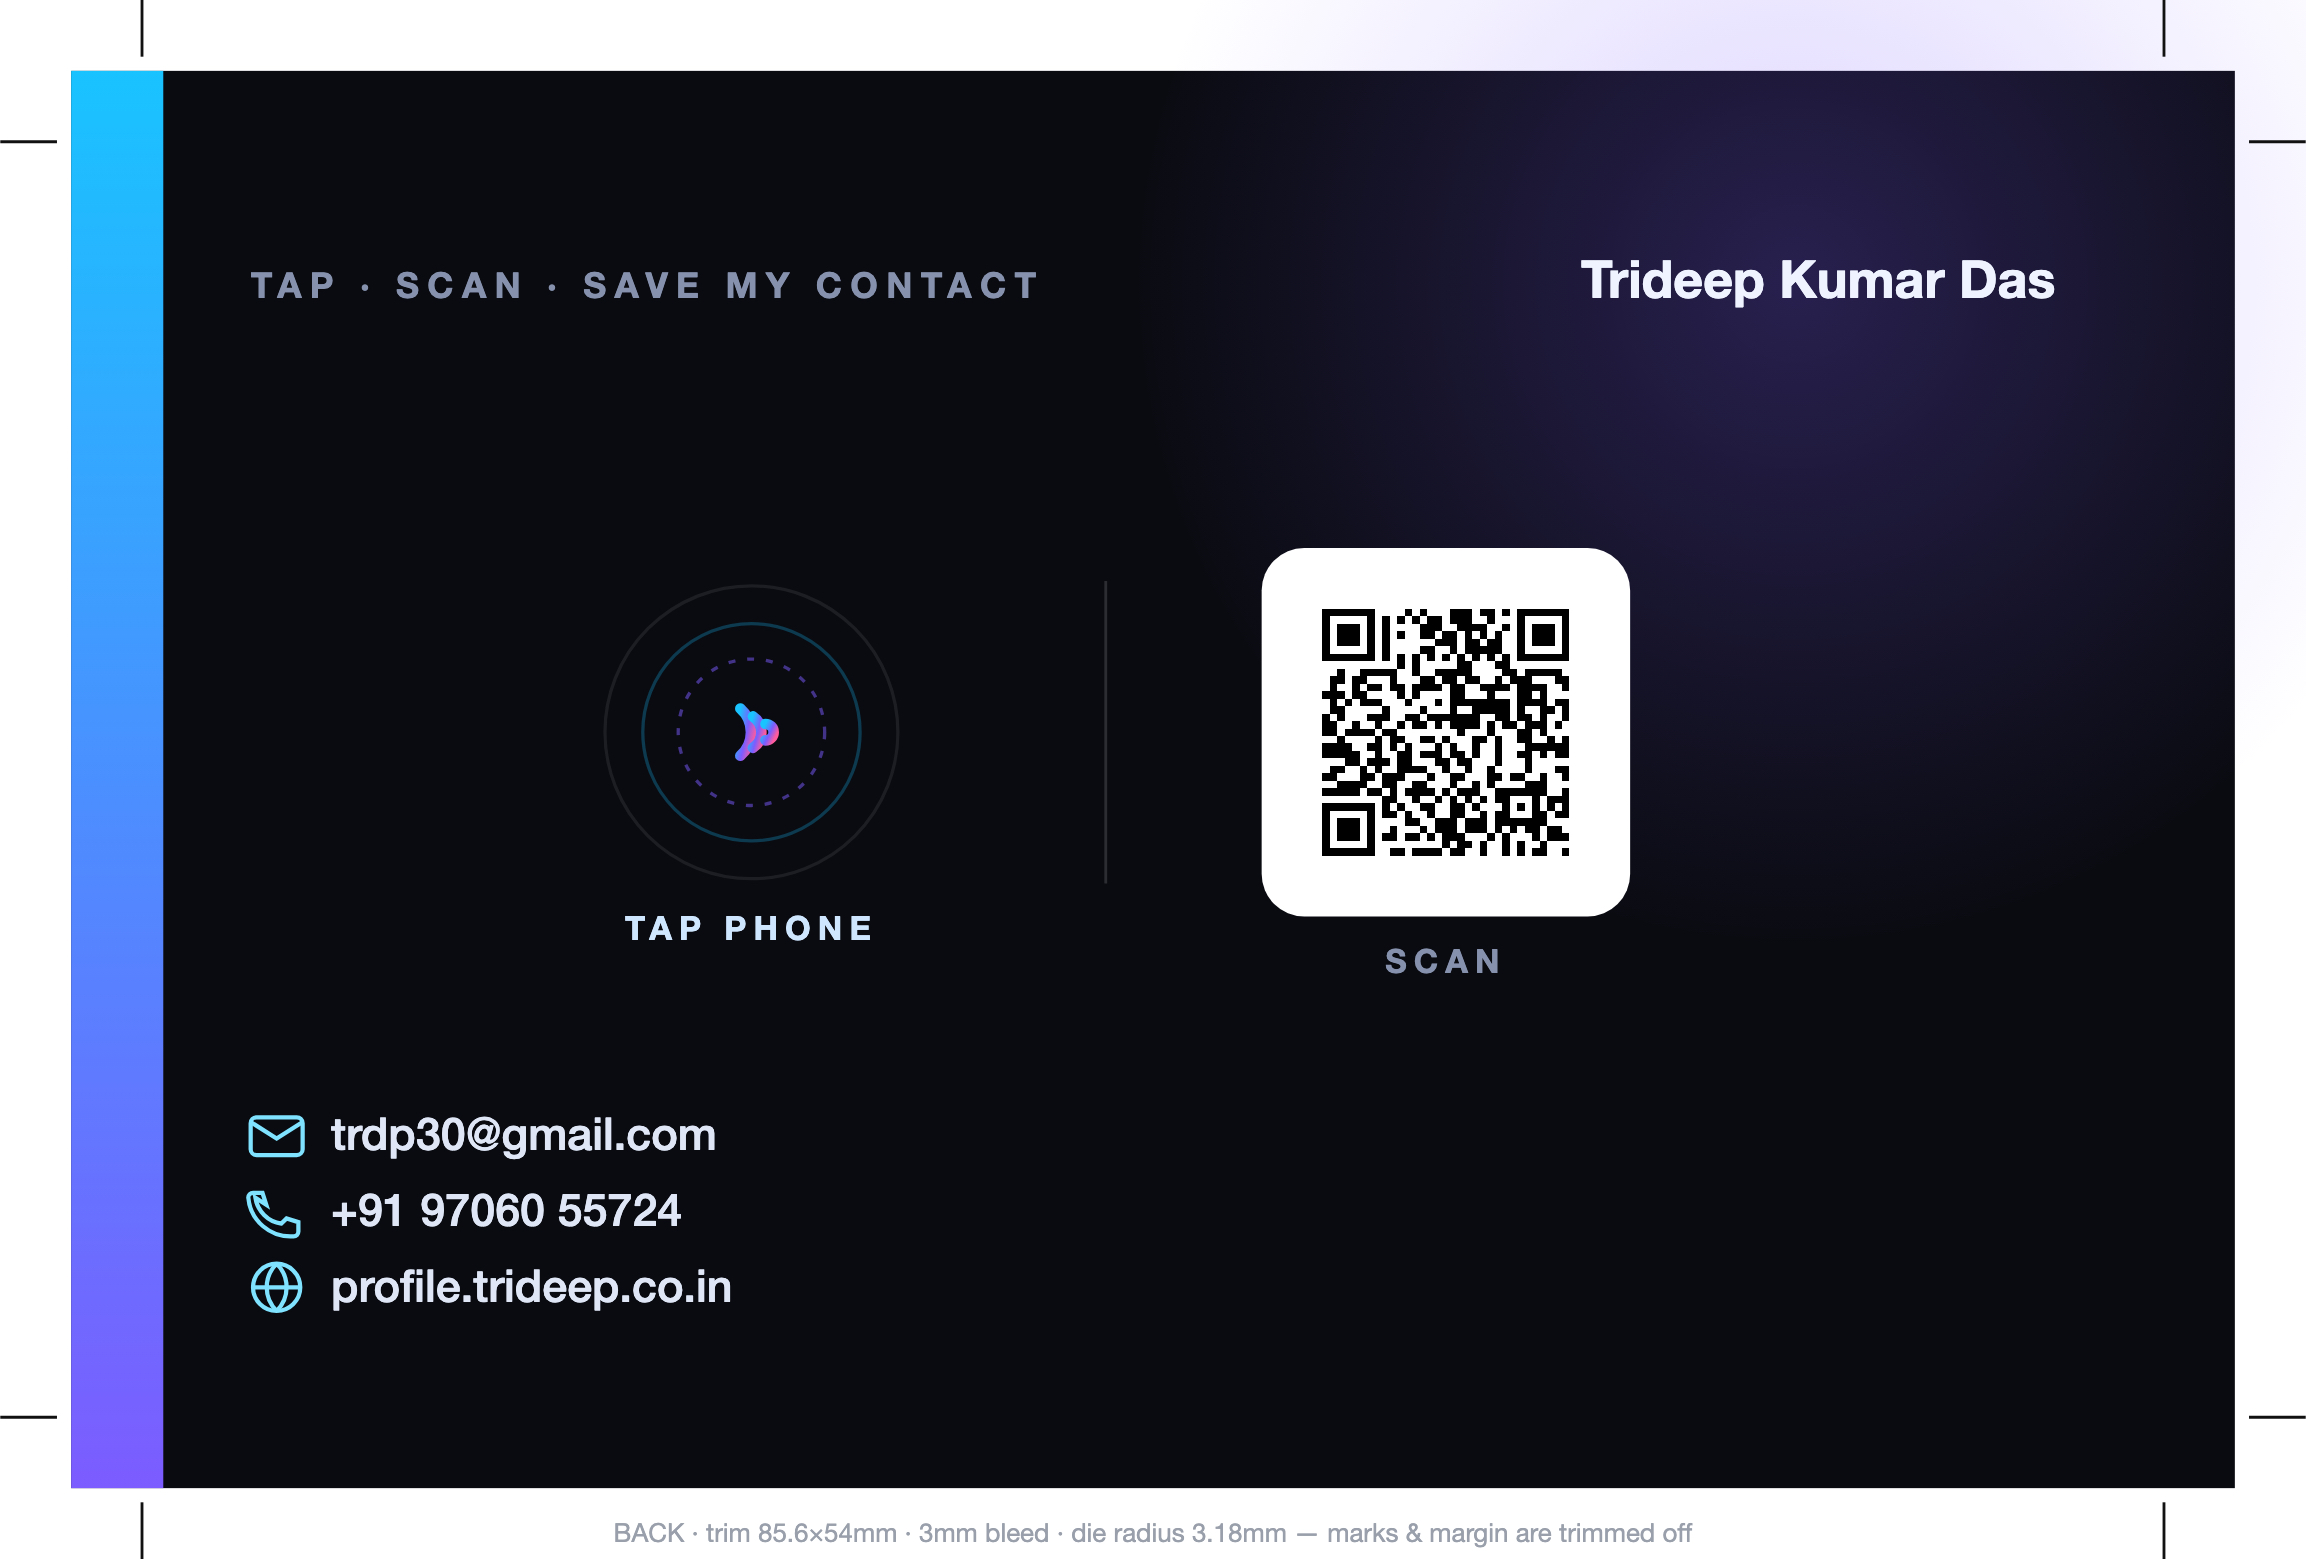 TAP · SCAN · SAVE MY CONTACT
Trideep Kumar Das
TAP PHONE
SCAN
trdp30@gmail.com
+91 97060 55724
profile.trideep.co.in
BACK · trim 85.6×54mm · 3mm bleed · die radius 3.18mm — marks & margin are trimmed off